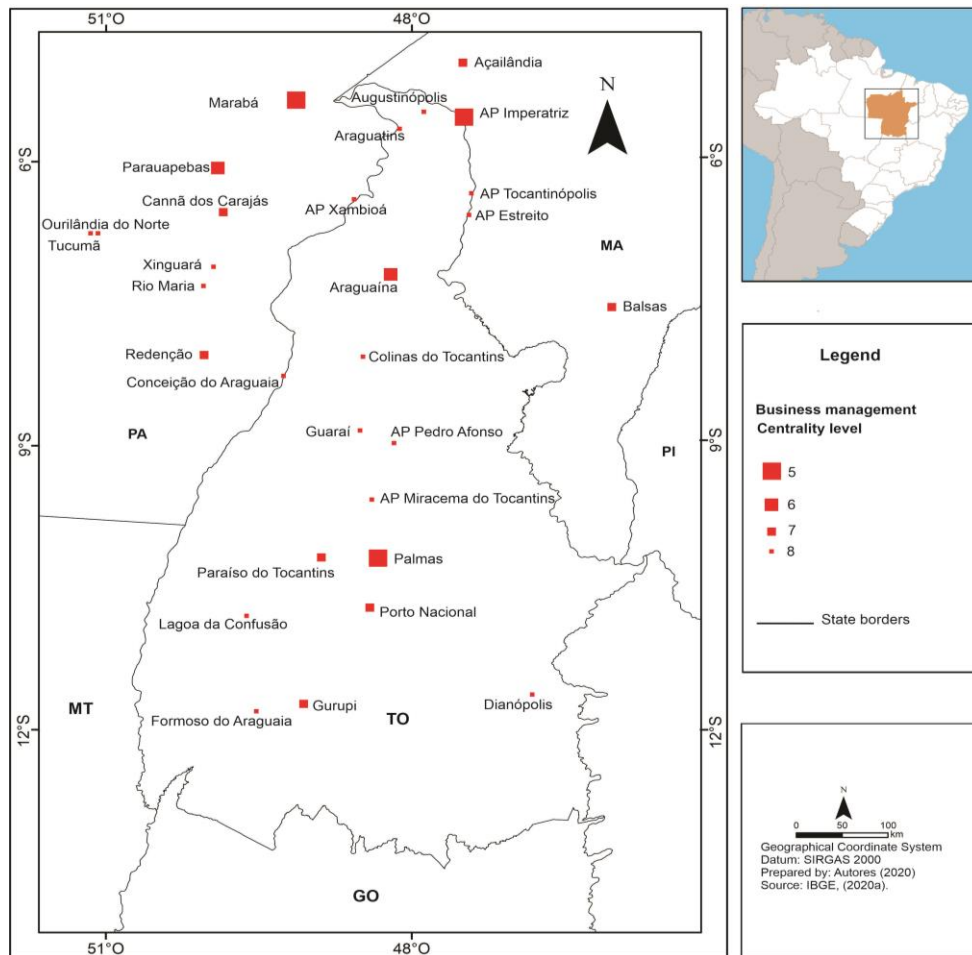 51°O
48°O
N
Açailândia
Marabá
Augustinópolis
AP Imperatriz
Araguatins
6°S
6°S
Parauapebas
AP Xambioá
AP Tocantinópolis
Cannã dos Carajás
AP Estreito
Ourilândia do Norte
Tucumã
MA
Xinguará
Rio Maria
Araguaína
Balsas
Redenção
Colinas do Tocantins
Conceição do Araguaia
PA
Guaraí
AP Pedro Afonso
9°S
9°S
PI
AP Miracema do Tocantins
Paraíso do Tocantins
Palmas
Porto Nacional
Lagoa da Confusão
MT
Formoso do Araguaia
Gurupi
TO
Dianópolis
12°S
12°S
GO
51°O
48°O
Legend
Business management
Centrality level
5
6
7
8
State borders
N
0 50 100
km
Geographical Coordinate System
Datum: SIRGAS 2000
Prepared by: Autores (2020)
Source: IBGE, (2020a).